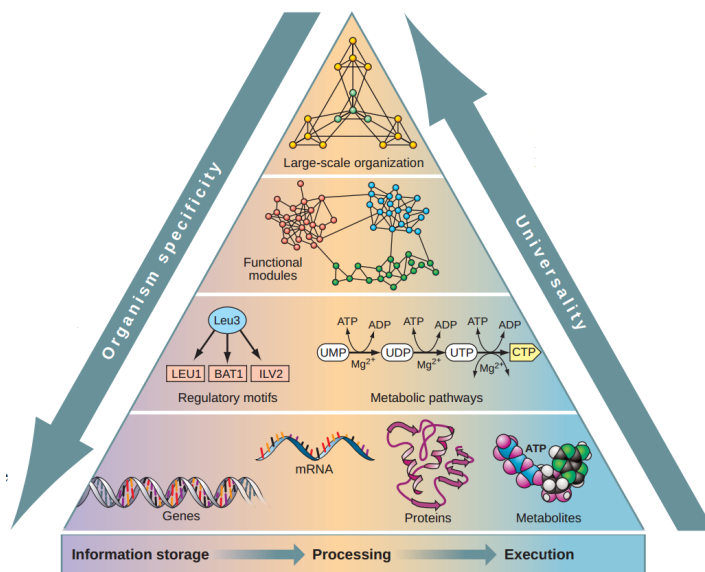 Large-scale organization
Organism specificity
Universality
Functional
modules
Leu3
LEU1 BAT1 ILV2
Regulatory motifs
ATP ADP ATP ADP ATP ADP
UMP UDP UTP CTP
Mg2+ Mg2+ Mg2+
Metabolic pathways
mRNA
ATP
Genes
Proteins
Metabolites
Information storage Processing Execution